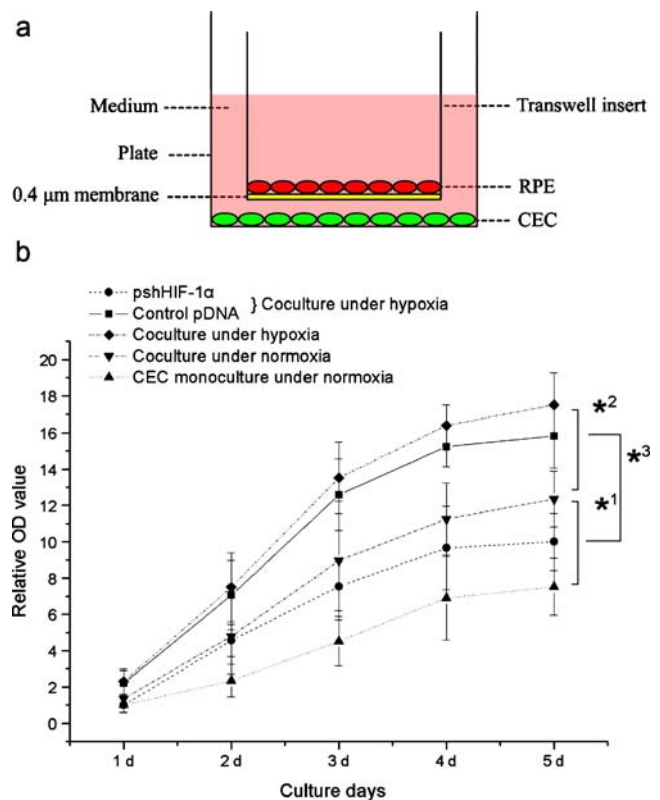 a
Medium
Transwell insert
Plate
0.4 μm membrane
RPE
CEC
b
pshHIF-1α
Control pDNA
} Coculture under hypoxia
Coculture under hypoxia
Coculture under normoxia
CEC monoculture under normoxia
20
18
16
14
12
10
8
6
4
2
0
Relative OD value
*2
*3
*1
1 d
2 d
3 d
4 d
5 d
Culture days